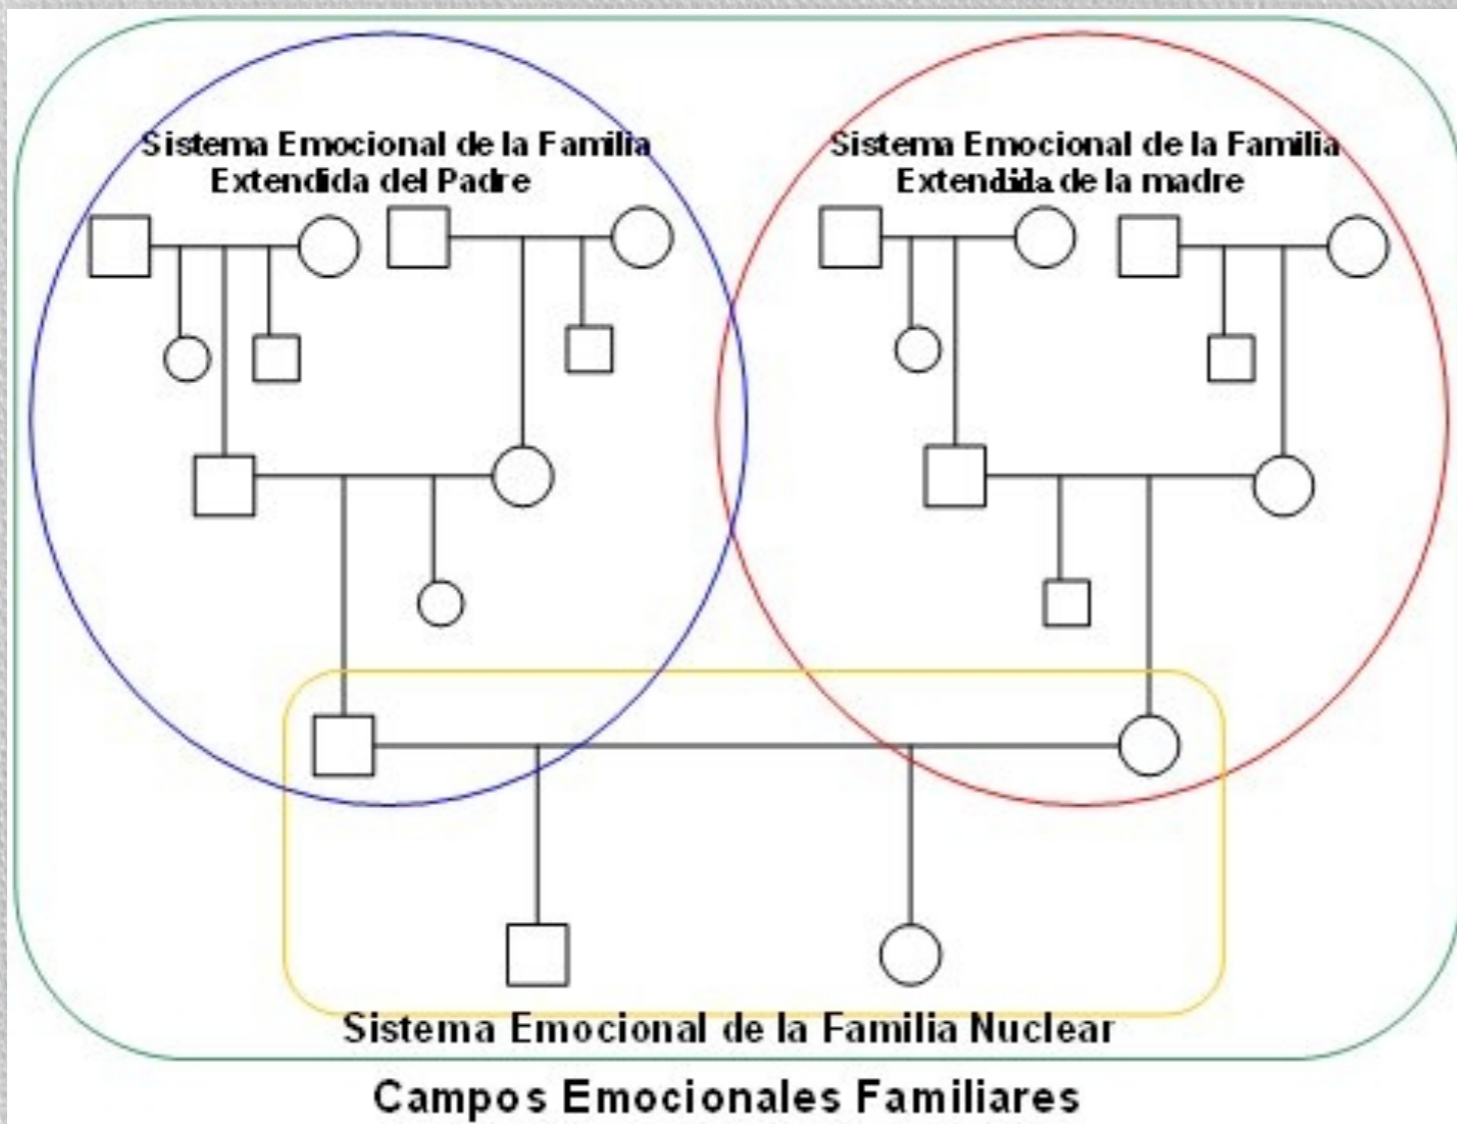 Sistema Emocional de la Familia
Extendida del Padre
Sistema Emocional de la Familia
Extendida de la madre
Sistema Emocional de la Familia Nuclear
Campos Emocionales Familiares